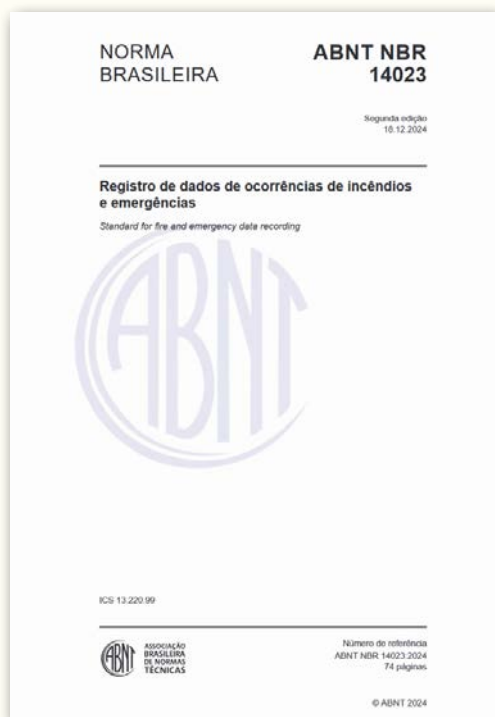 NORMA
BRASILEIRA
ABNT NBR
14023
Segunda edição
18.12.2024
Registro de dados de ocorrências de incêndios
e emergências
Standard for fire and emergency data recording
ABNT
ICS 13.220.99
ABNT
ASSOCIAÇÃO
BRASILEIRA
DE NORMAS
TÉCNICAS
Número de referência
ABNT NBR 14023:2024
74 páginas
© ABNT 2024